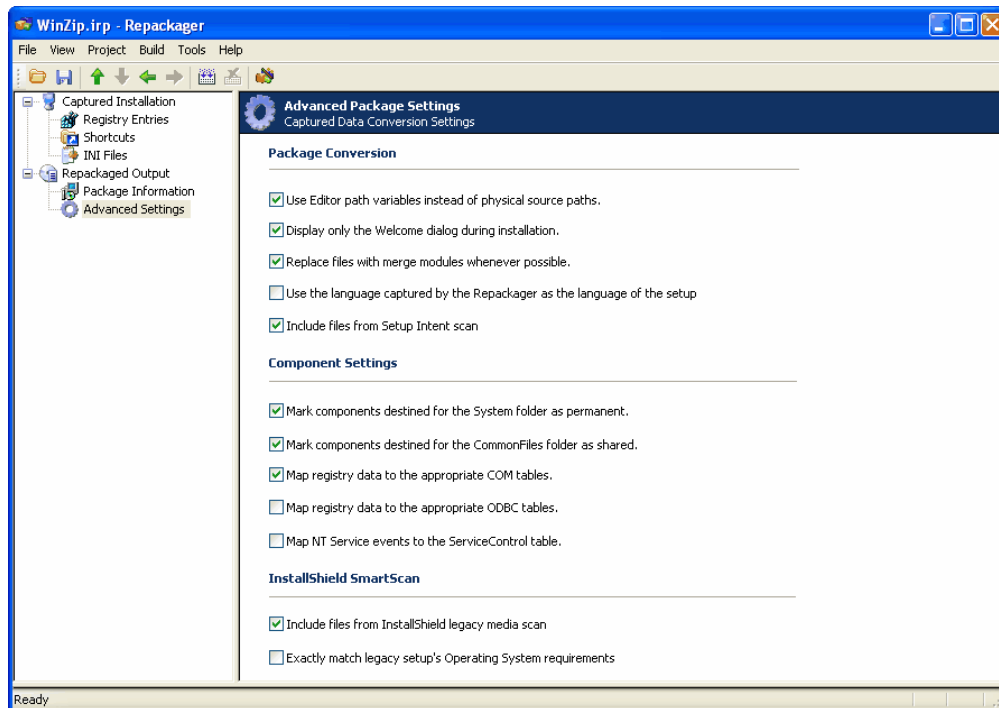 WinZip.irp - Repackager
File View Project Build Tools Help
Captured Installation
Registry Entries
Shortcuts
INI Files
Repackaged Output
Package Information
Advanced Settings
Advanced Package Settings
Captured Data Conversion Settings
Package Conversion
Use Editor path variables instead of physical source paths.
Display only the Welcome dialog during installation.
Replace files with merge modules whenever possible.
Use the language captured by the Repackager as the language of the setup
Include files from Setup Intent scan
Component Settings
Mark components destined for the System folder as permanent.
Mark components destined for the CommonFiles folder as shared.
Map registry data to the appropriate COM tables.
Map registry data to the appropriate ODBC tables.
Map NT Service events to the ServiceControl table.
InstallShield SmartScan
Include files from InstallShield legacy media scan
Exactly match legacy setup's Operating System requirements
Ready